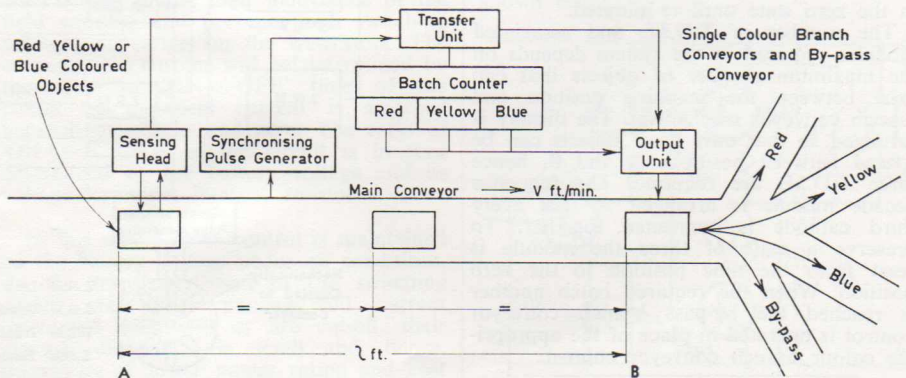 Red Yellow or
Blue Coloured
Objects
Transfer
Unit
Batch Counter
Red Yellow Blue
Single Colour Branch
Conveyors and By-pass
Conveyor
Sensing
Head
Synchronising
Pulse Generator
Output
Unit
Main Conveyor V ft./min.
Red
Yellow
Blue
By-pass
=
l ft.
A B